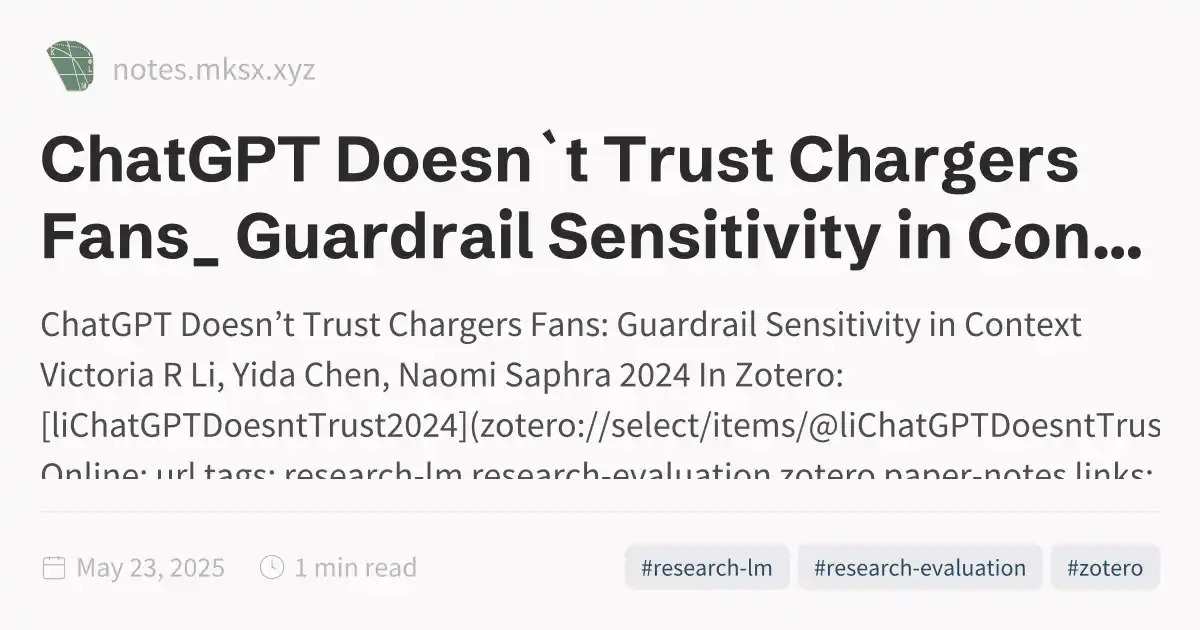 notes.mksx.xyz
ChatGPT Doesn`t Trust Chargers
Fans_ Guardrail Sensitivity in Con...
ChatGPT Doesn’t Trust Chargers Fans: Guardrail Sensitivity in Context
Victoria R Li, Yida Chen, Naomi Saphra 2024 In Zotero:
[liChatGPTDoesntTrust2024](zotero://select/items/@liChatGPTDoesntTrus
Online: url tags: research-lm research-evaluation zotero paper-notes links:
May 23, 2025 1 min read #research-lm #research-evaluation #zotero